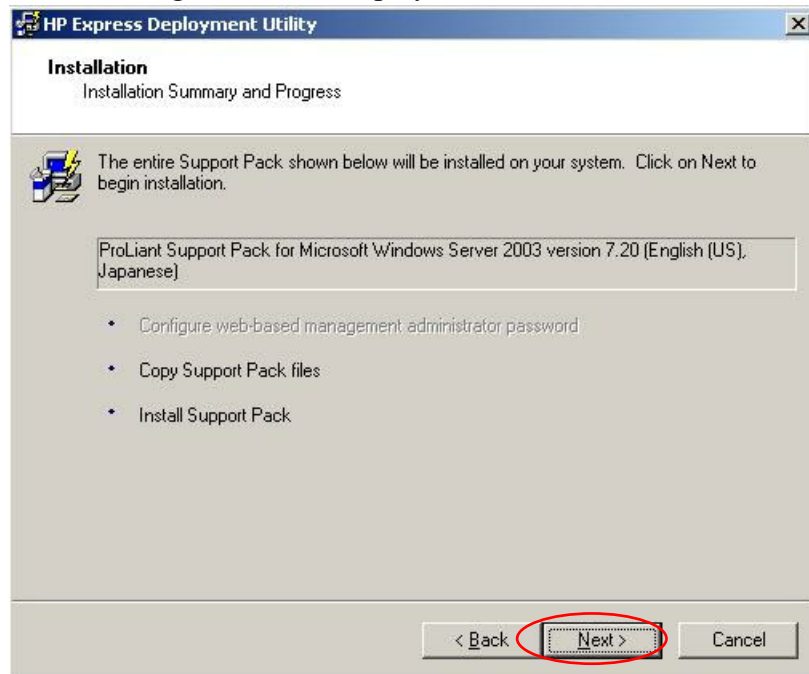 HP Express Deployment Utility
Installation
Installation Summary and Progress
The entire Support Pack shown below will be installed on your system. Click on Next to
begin installation.
ProLiant Support Pack for Microsoft Windows Server 2003 version 7.20 (English (US),
Japanese)
• Configure web-based management administrator password
• Copy Support Pack files
• Install Support Pack
< Back Next > Cancel